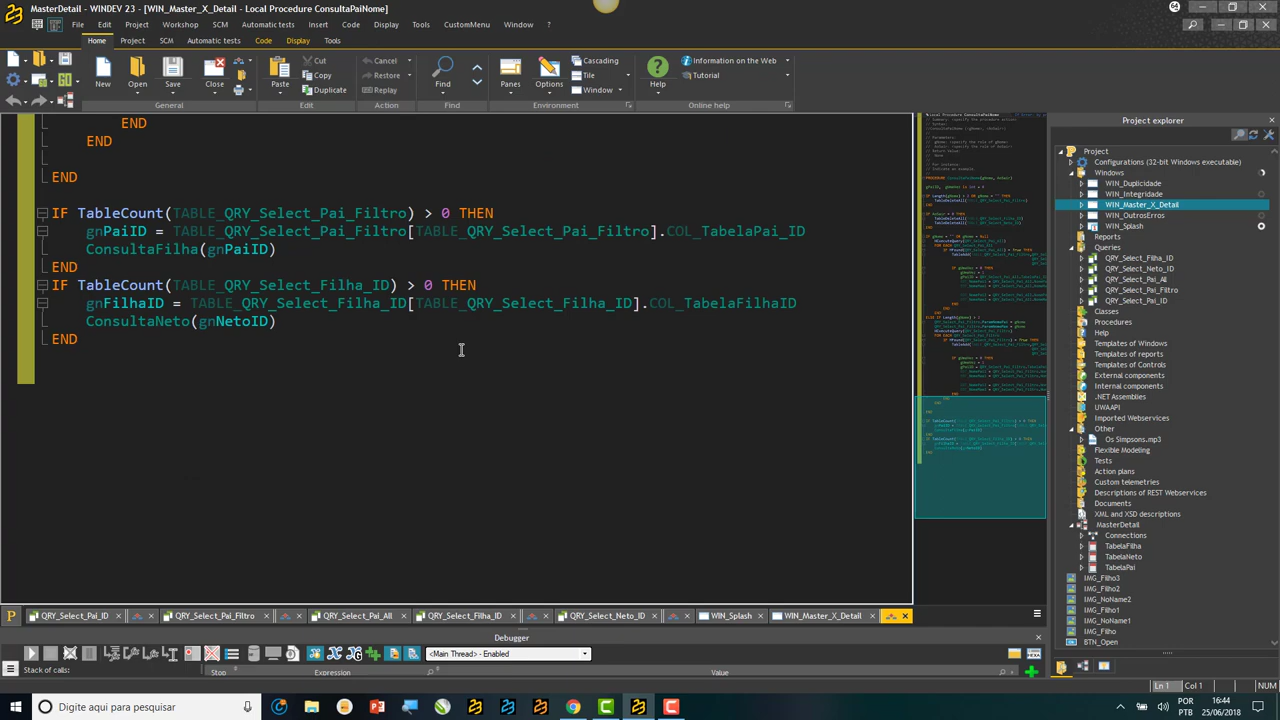 MasterDetail - WINDEV 23 - [WIN_Master_X_Detail - Local Procedure ConsultaPaiNome]
64
File Edit Project Workshop SCM Automatic tests Insert Code Display Tools CustomMenu Window ?
Home Project SCM Automatic tests Code Display Tools
New Open Save Close Paste Cut Copy Duplicate Cancel Restore Replay Find Panes Options Cascading Tile Window Help Information on the Web Tutorial
GO
General Edit Action Find Environment Online help
END
END
END
IF TableCount(TABLE_QRY_Select_Pai_Filtro) > 0 THEN
gnPaiID = TABLE_QRY_Select_Pai_Filtro[TABLE_QRY_Select_Pai_Filtro].COL_TabelaPai_ID
ConsultaFilha(gnPaiID)
END
IF TableCount(TABLE_QRY_Select_Filha_ID) > 0 THEN
gnFilhaID = TABLE_QRY_Select_Filha_ID[TABLE_QRY_Select_Filha_ID].COL_TabelaFilhaID
ConsultaNeto(gnNetoID)
END
Project explorer
Project
Configurations (32-bit Windows executable)
Windows
WIN_Duplicidade
WIN_Integridade
WIN_Master_X_Detail
WIN_OutrosErros
WIN_Splash
Reports
Queries
QRY_Select_Filha_ID
QRY_Select_Neto_ID
QRY_Select_Pai_All
QRY_Select_Pai_Filtro
QRY_Select_Pai_ID
Classes
Procedures
Help
Templates of Windows
Templates of reports
Templates of Controls
External components
Internal components
.NET Assemblies
UWAAPI
Imported Webservices
Other
Os Simpsons.mp3
Flexible Modeling
Tests
Action plans
Custom telemetries
Descriptions of REST Webservices
Documents
XML and XSD descriptions
MasterDetail
Connections
TabelaFilha
TabelaNeto
TabelaPai
IMG_Filho3
IMG_Filho2
IMG_NoName2
IMG_Filho1
IMG_NoName1
IMG_Filho
BTN_Open
P QRY_Select_Pai_ID QRY_Select_Pai_Filtro QRY_Select_Pai_All QRY_Select_Filha_ID QRY_Select_Neto_ID WIN_Splash WIN_Master_X_Detail
Debugger
<Main Thread> - Enabled
HEXA
Stack of calls: Stop Expression Value
Ln 1 Col 1 NUM
Digite aqui para pesquisar
POR
PTB
16:44
25/06/2018